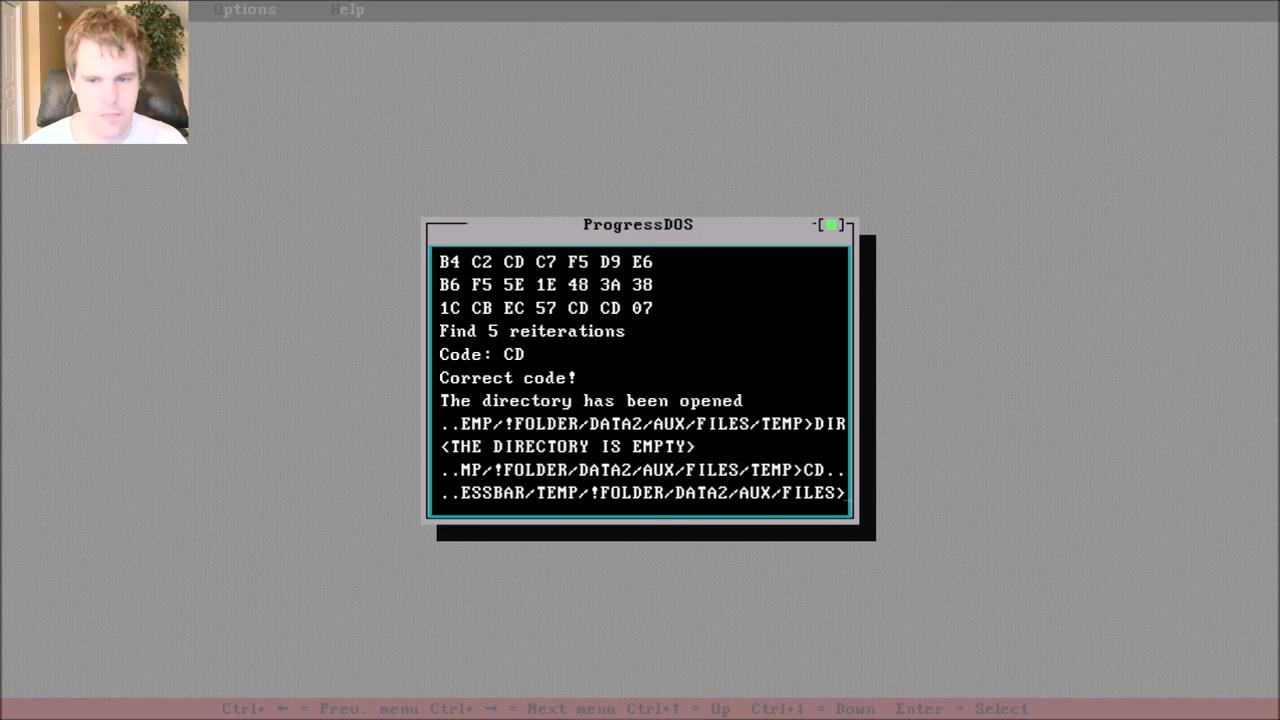 Options Help
ProgressDOS
B4 C2 CD C7 F5 D9 E6
B6 F5 5E 1E 48 3A 38
1C CB EC 57 CD CD 07
Find 5 reiterations
Code: CD
Correct code!
The directory has been opened
..EMP/!FOLDER/DATA2/AUX/FILES/TEMP>DIR
<THE DIRECTORY IS EMPTY>
..MP/!FOLDER/DATA2/AUX/FILES/TEMP>CD..
..ESSBAR/TEMP/!FOLDER/DATA2/AUX/FILES>_
Ctrl+ ← = Prev. menu Ctrl+ → = Next menu Ctrl+↑ = Up Ctrl+↓ = Down Enter = Select